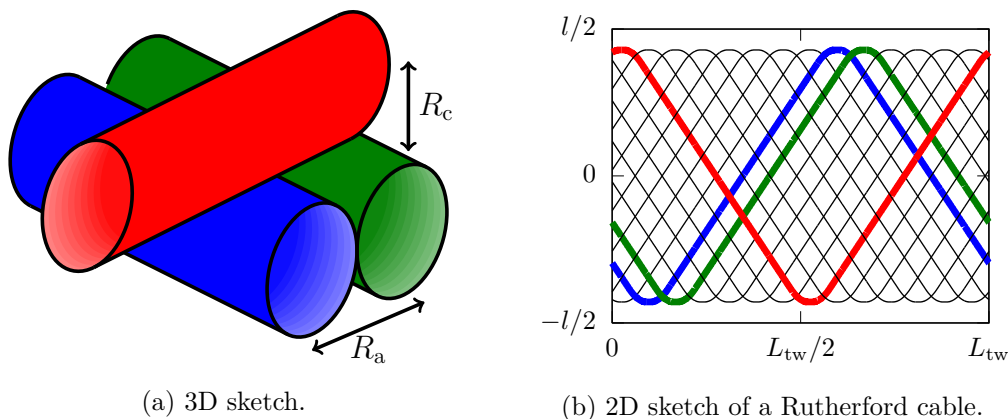 R_c
R_a
(a) 3D sketch.
l/2
0
−l/2
0
L_tw/2
L_tw
(b) 2D sketch of a Rutherford cable.